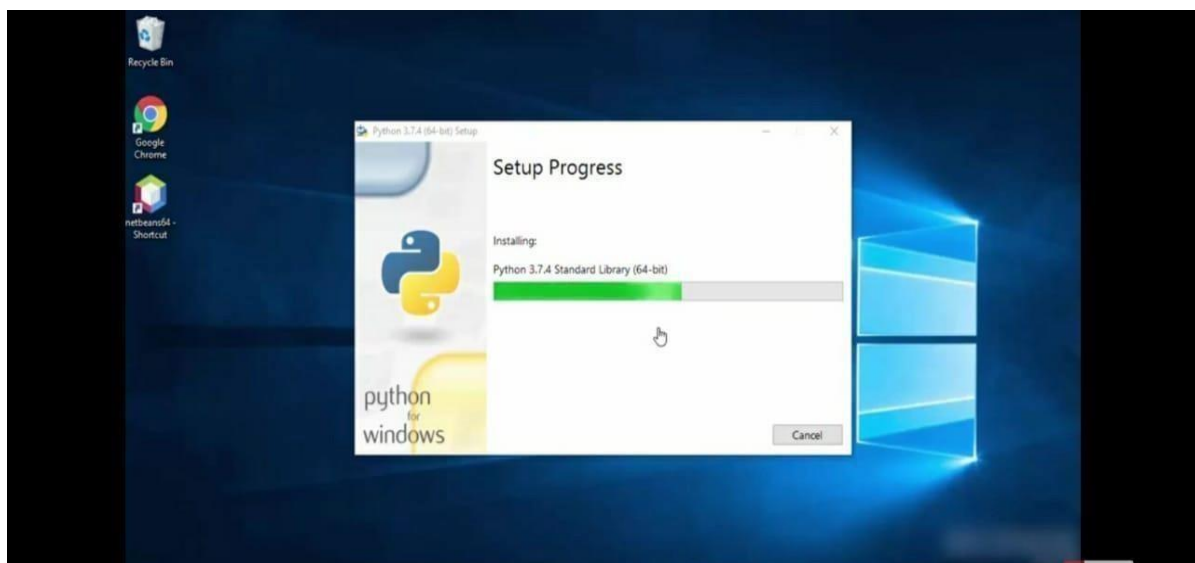 Recycle Bin
Google
Chrome
netbeans64 -
Shortcut
Python 3.7.4 (64-bit) Setup
Setup Progress
Installing:
Python 3.7.4 Standard Library (64-bit)
python
for
windows
Cancel